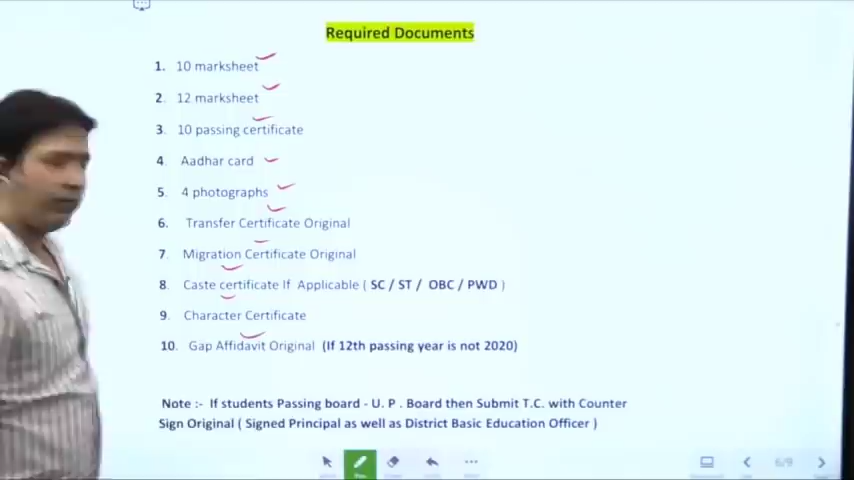 Required Documents
1. 10 marksheet
2. 12 marksheet
3. 10 passing certificate
4. Aadhar card
5. 4 photographs
6. Transfer Certificate Original
7. Migration Certificate Original
8. Caste certificate If Applicable ( SC / ST / OBC / PWD )
9. Character Certificate
10. Gap Affidavit Original (If 12th passing year is not 2020)
Note :- If students Passing board - U. P . Board then Submit T.C. with Counter
Sign Original ( Signed Principal as well as District Basic Education Officer )
6/9